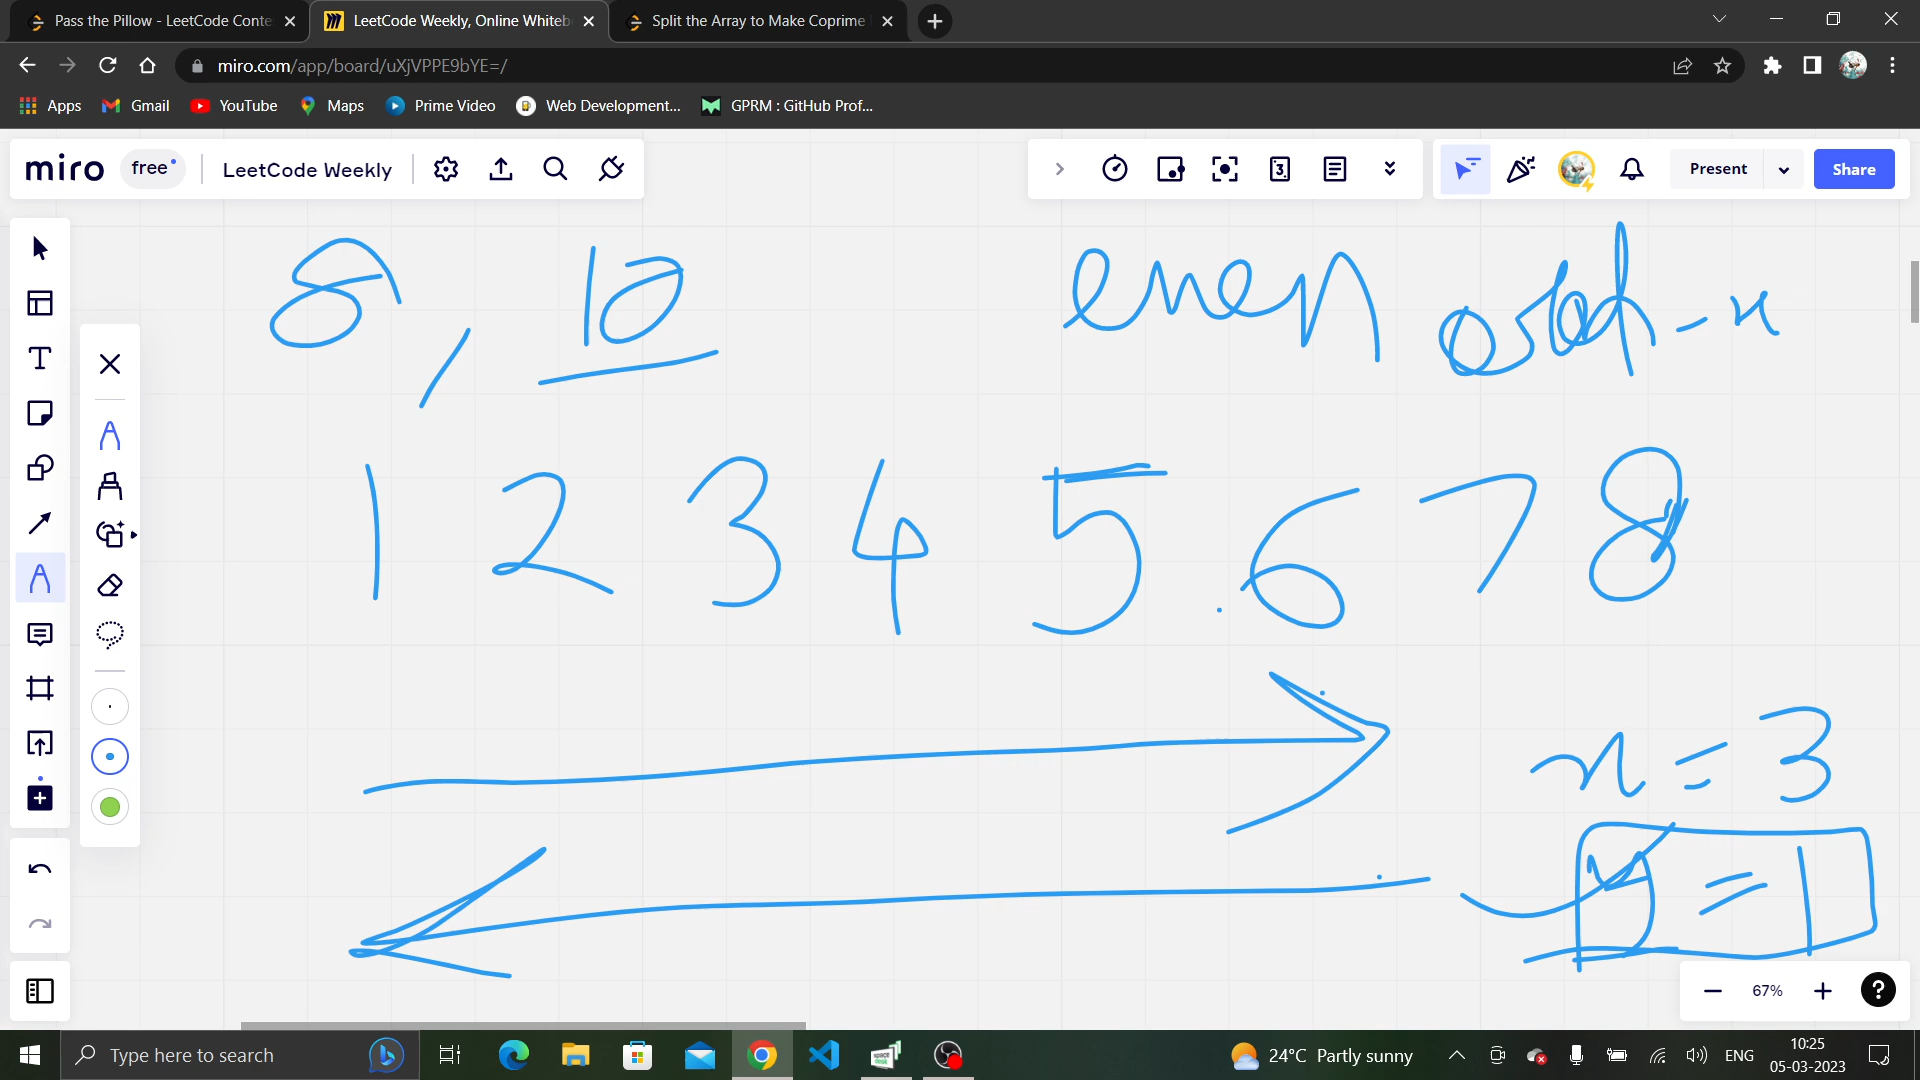 Pass the Pillow - LeetCode Conte
LeetCode Weekly, Online Whiteb
Split the Array to Make Coprime
miro.com/app/board/uXjVPPE9bYE=/
Apps Gmail YouTube Maps Prime Video Web Development... GPRM : GitHub Prof...
miro free LeetCode Weekly
3
Present Share
8, 10 even odd - x
1 2 3 4 5 . 6 7 8
x = 3
y = 1
67%
?
Type here to search
24°C Partly sunny
ENG
10:25
05-03-2023